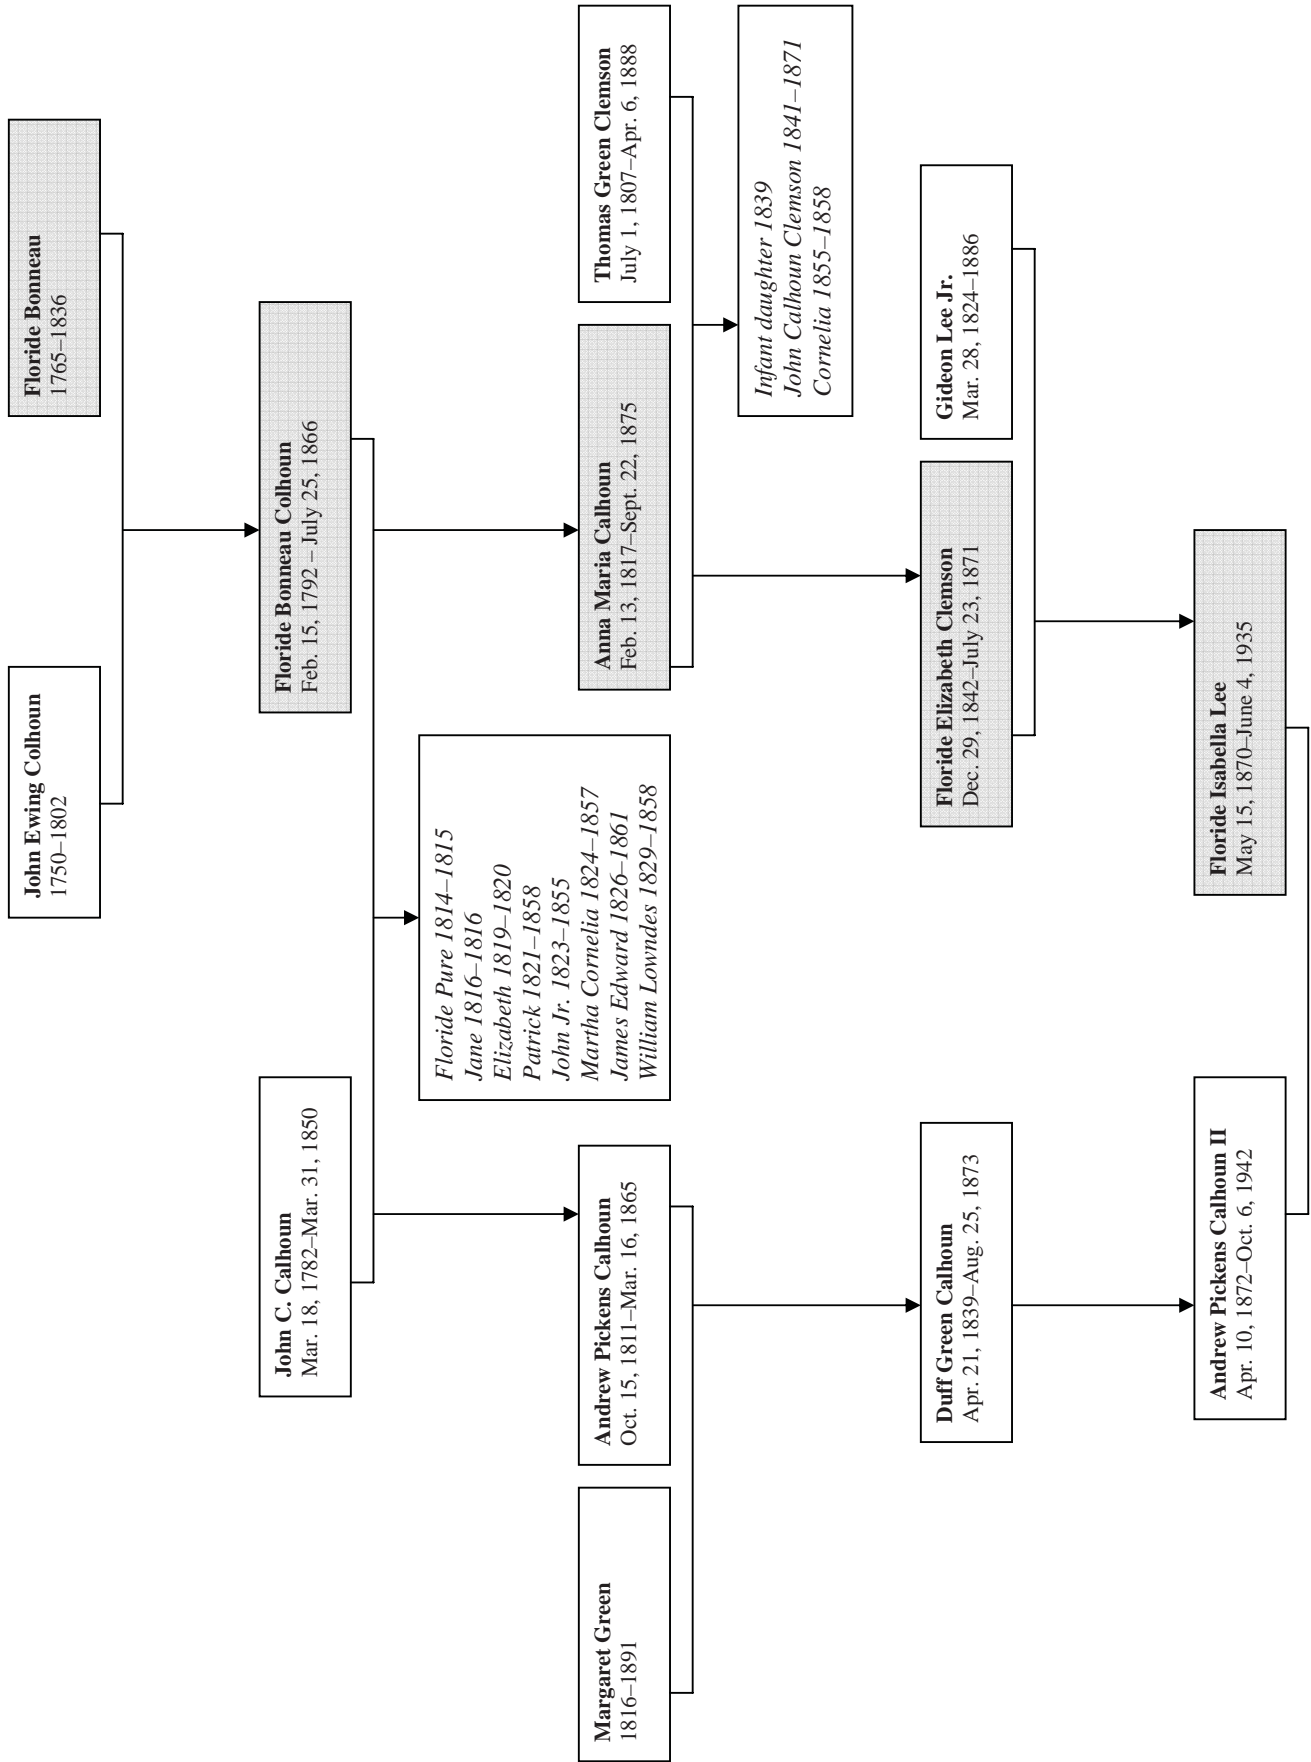 John Ewing Colhoun
1750–1802
Floride Bonneau
1765–1836
John C. Calhoun
Mar. 18, 1782–Mar. 31, 1850
Floride Bonneau Colhoun
Feb. 15, 1792 – July 25, 1866
Floride Pure 1814–1815
Jane 1816–1816
Elizabeth 1819–1820
Patrick 1821–1858
John Jr. 1823–1855
Martha Cornelia 1824–1857
James Edward 1826–1861
William Lowndes 1829–1858
Margaret Green
1816–1891
Andrew Pickens Calhoun
Oct. 15, 1811–Mar. 16, 1865
Anna Maria Calhoun
Feb. 13, 1817–Sept. 22, 1875
Thomas Green Clemson
July 1, 1807–Apr. 6, 1888
Infant daughter 1839
John Calhoun Clemson 1841–1871
Cornelia 1855–1858
Duff Green Calhoun
Apr. 21, 1839–Aug. 25, 1873
Floride Elizabeth Clemson
Dec. 29, 1842–July 23, 1871
Gideon Lee Jr.
Mar. 28, 1824–1886
Andrew Pickens Calhoun II
Apr. 10, 1872–Oct. 6, 1942
Floride Isabella Lee
May 15, 1870–June 4, 1935